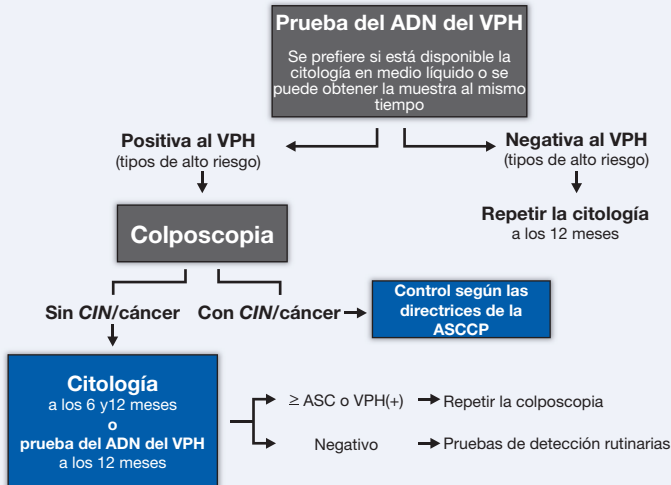 Prueba del ADN del VPH
Se prefiere si está disponible la
citología en medio líquido o se
puede obtener la muestra al mismo
tiempo
Positiva al VPH
(tipos de alto riesgo)
Negativa al VPH
(tipos de alto riesgo)
Repetir la citología
a los 12 meses
Colposcopia
Sin CIN/cáncer
Con CIN/cáncer
Control según las
directrices de la
ASCCP
Citología
a los 6 y12 meses
o
prueba del ADN del VPH
a los 12 meses
≥ ASC o VPH(+)
Repetir la colposcopia
Negativo
Pruebas de detección rutinarias